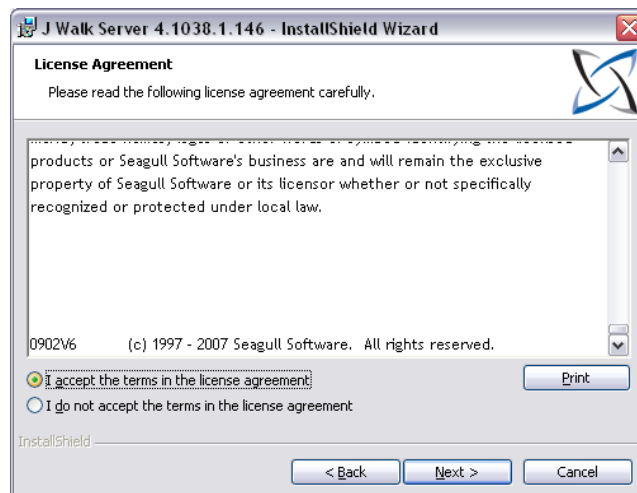 J Walk Server 4.1038.1.146 - InstallShield Wizard
License Agreement
Please read the following license agreement carefully.
products or Seagull Software's business are and will remain the exclusive
property of Seagull Software or its licensor whether or not specifically
recognized or protected under local law.
0902V6 (c) 1997 - 2007 Seagull Software. All rights reserved.
I accept the terms in the license agreement
Print
I do not accept the terms in the license agreement
InstallShield
< Back
Next >
Cancel